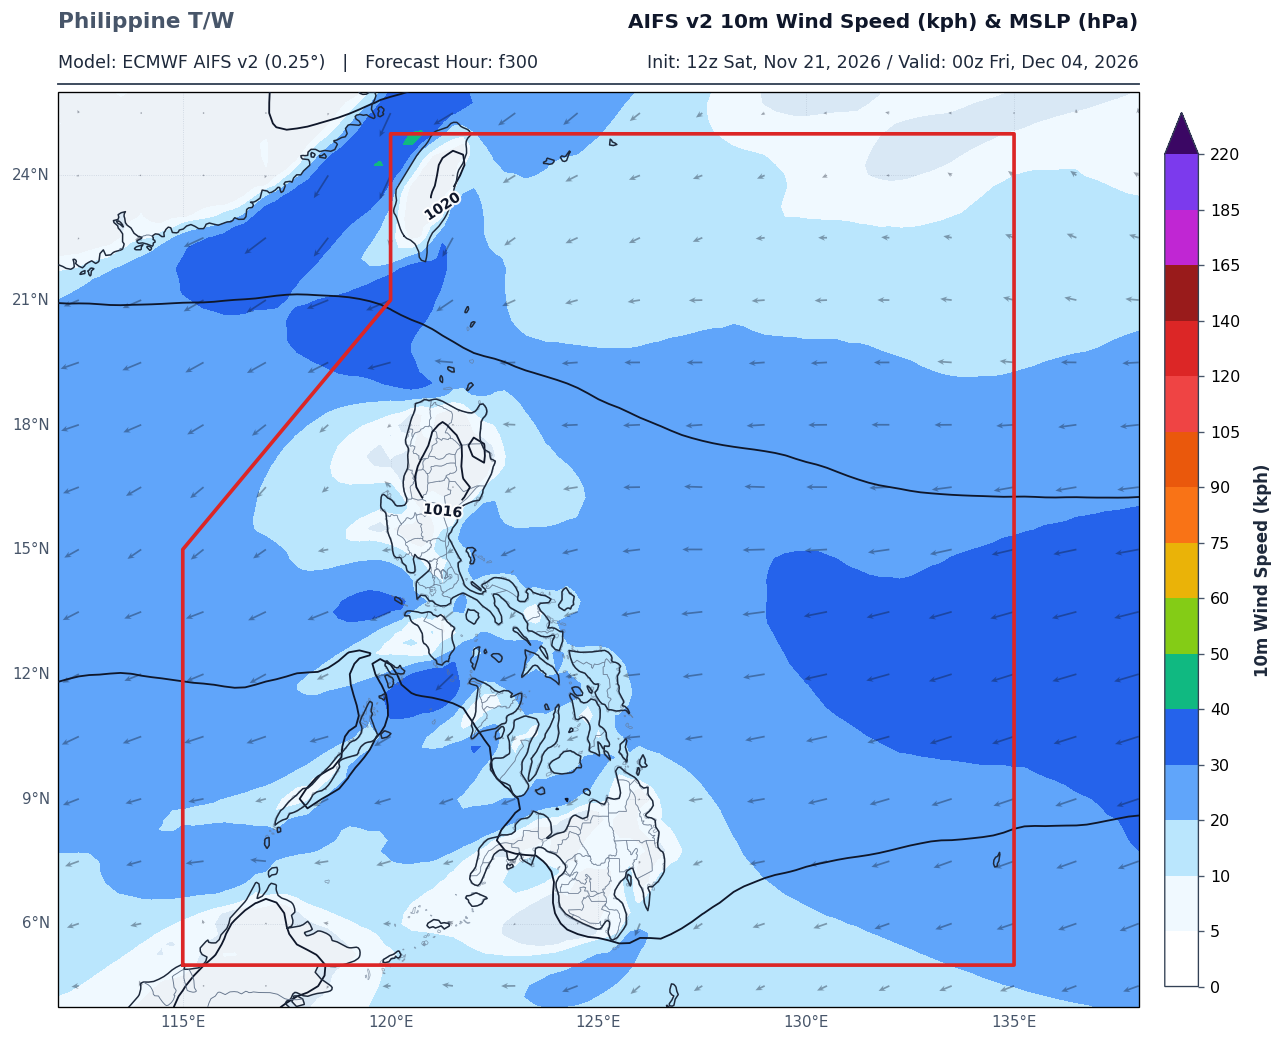 Philippine T/W
AIFS v2 10m Wind Speed (kph) & MSLP (hPa)
Model: ECMWF AIFS v2 (0.25°)   |   Forecast Hour: f300
Init: 12z Sat, Nov 21, 2026 / Valid: 00z Fri, Dec 04, 2026
24°N
21°N
18°N
15°N
12°N
9°N
6°N
115°E
120°E
125°E
130°E
135°E
1020
1016
220
185
165
140
120
105
90
75
60
50
40
30
20
10
5
0
10m Wind Speed (kph)